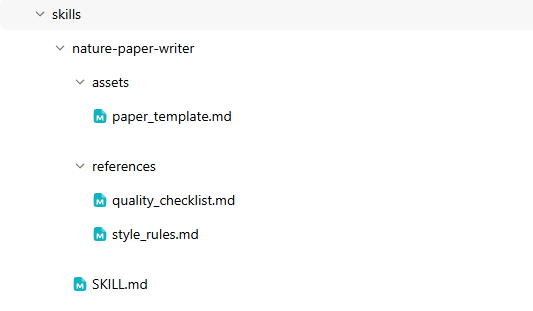 skills
nature-paper-writer
assets
paper_template.md
references
quality_checklist.md
style_rules.md
SKILL.md